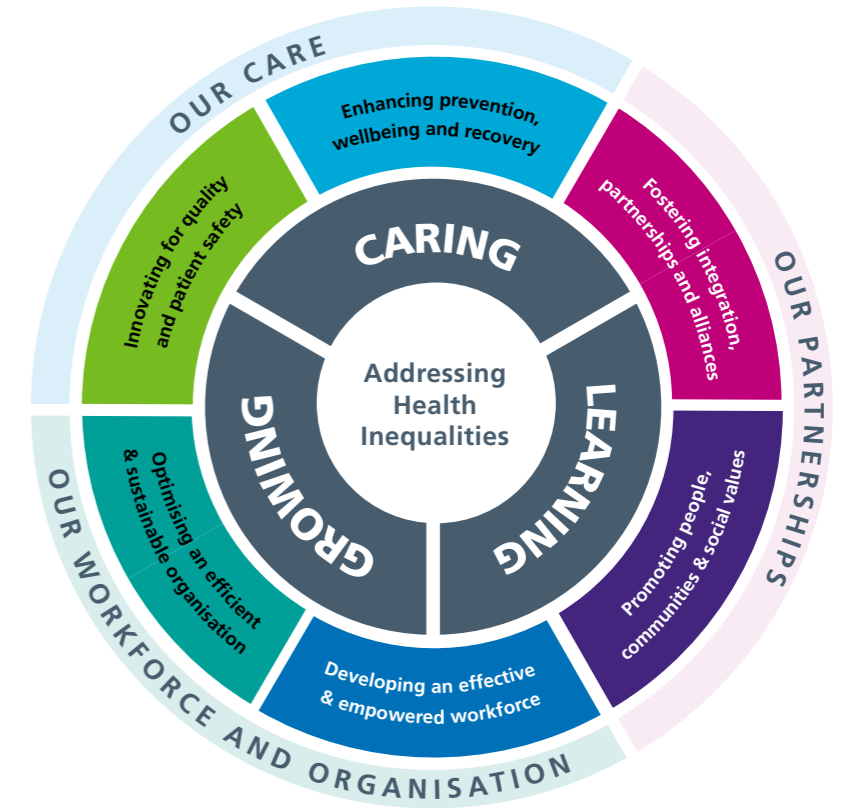 OUR CARE
Enhancing prevention,
wellbeing and recovery
Innovating for quality
and patient safety
Fostering integration,
partnerships and alliances
OUR PARTNERSHIPS
CARING
Addressing
Health
Inequalities
LEARNING
GROWING
Promoting people,
communities & social values
Optimising an efficient
& sustainable organisation
Developing an effective
& empowered workforce
OUR WORKFORCE AND ORGANISATION